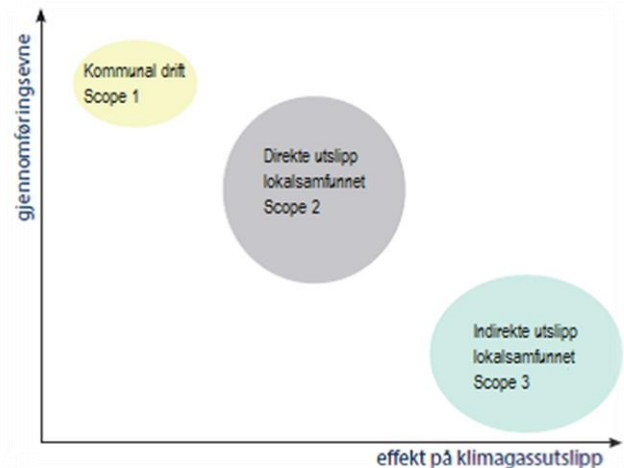 gjennomføringsevne
Kommunal drift
Scope 1
Direkte utslipp
lokalsamfunnet
Scope 2
Indirekte utslipp
lokalsamfunnet
Scope 3
effekt på klimagassutslipp